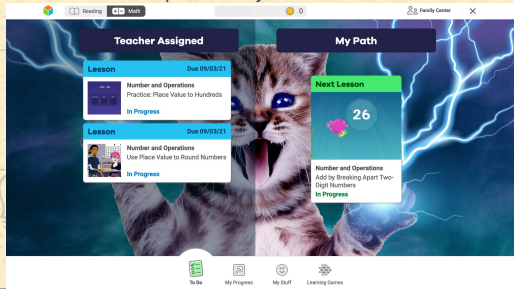 Reading
Math
0
Family Center
Teacher Assigned
My Path
Lesson
Due 09/03/21
Number and Operations
Practice: Place Value to Hundreds
In Progress
Lesson
Due 09/03/21
Number and Operations
Use Place Value to Round Numbers
In Progress
Next Lesson
26
Number and Operations
Add by Breaking Apart Two-
Digit Numbers
In Progress
To Do
My Progress
My Stuff
Learning Games